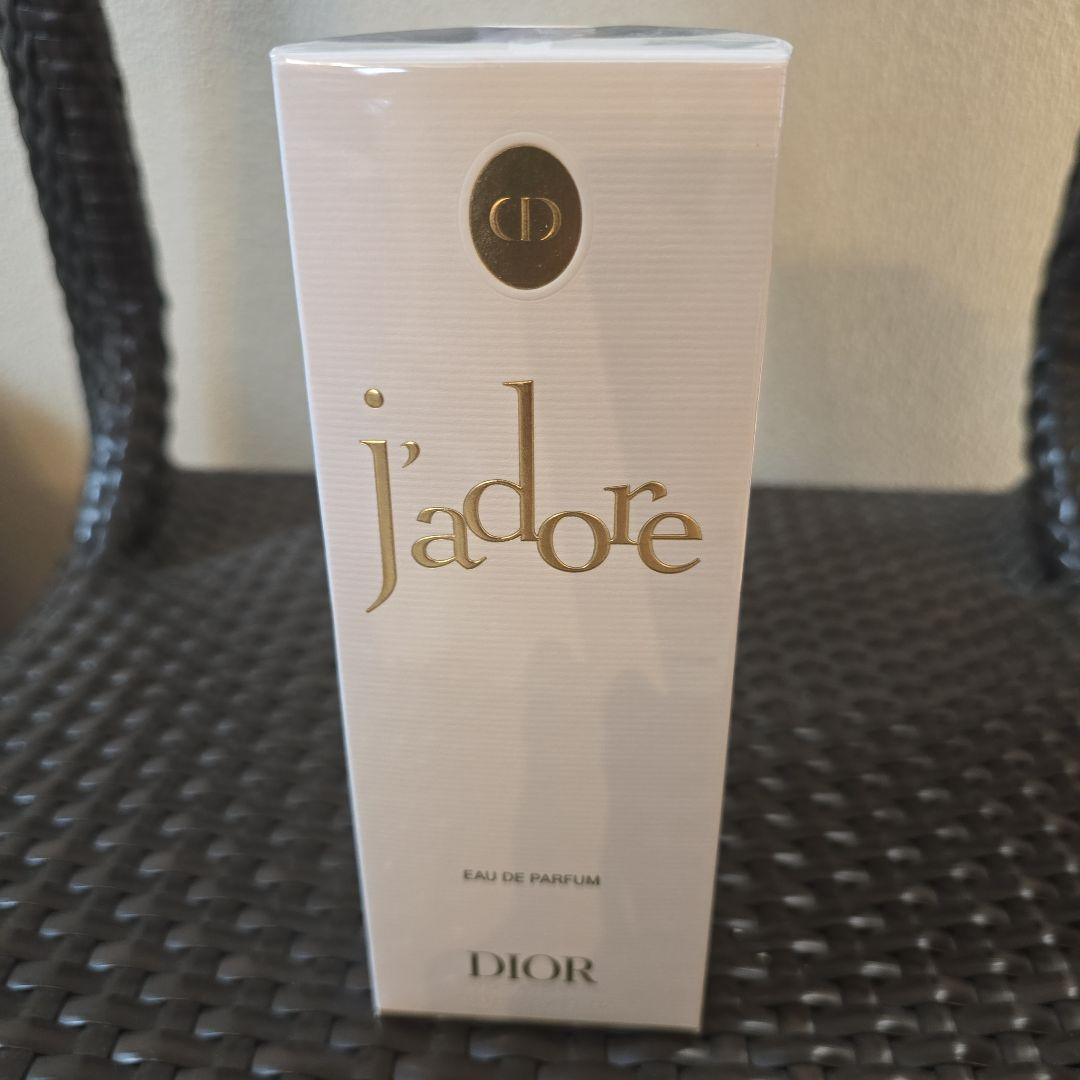 CD
j'adore
EAU DE PARFUM
DIOR